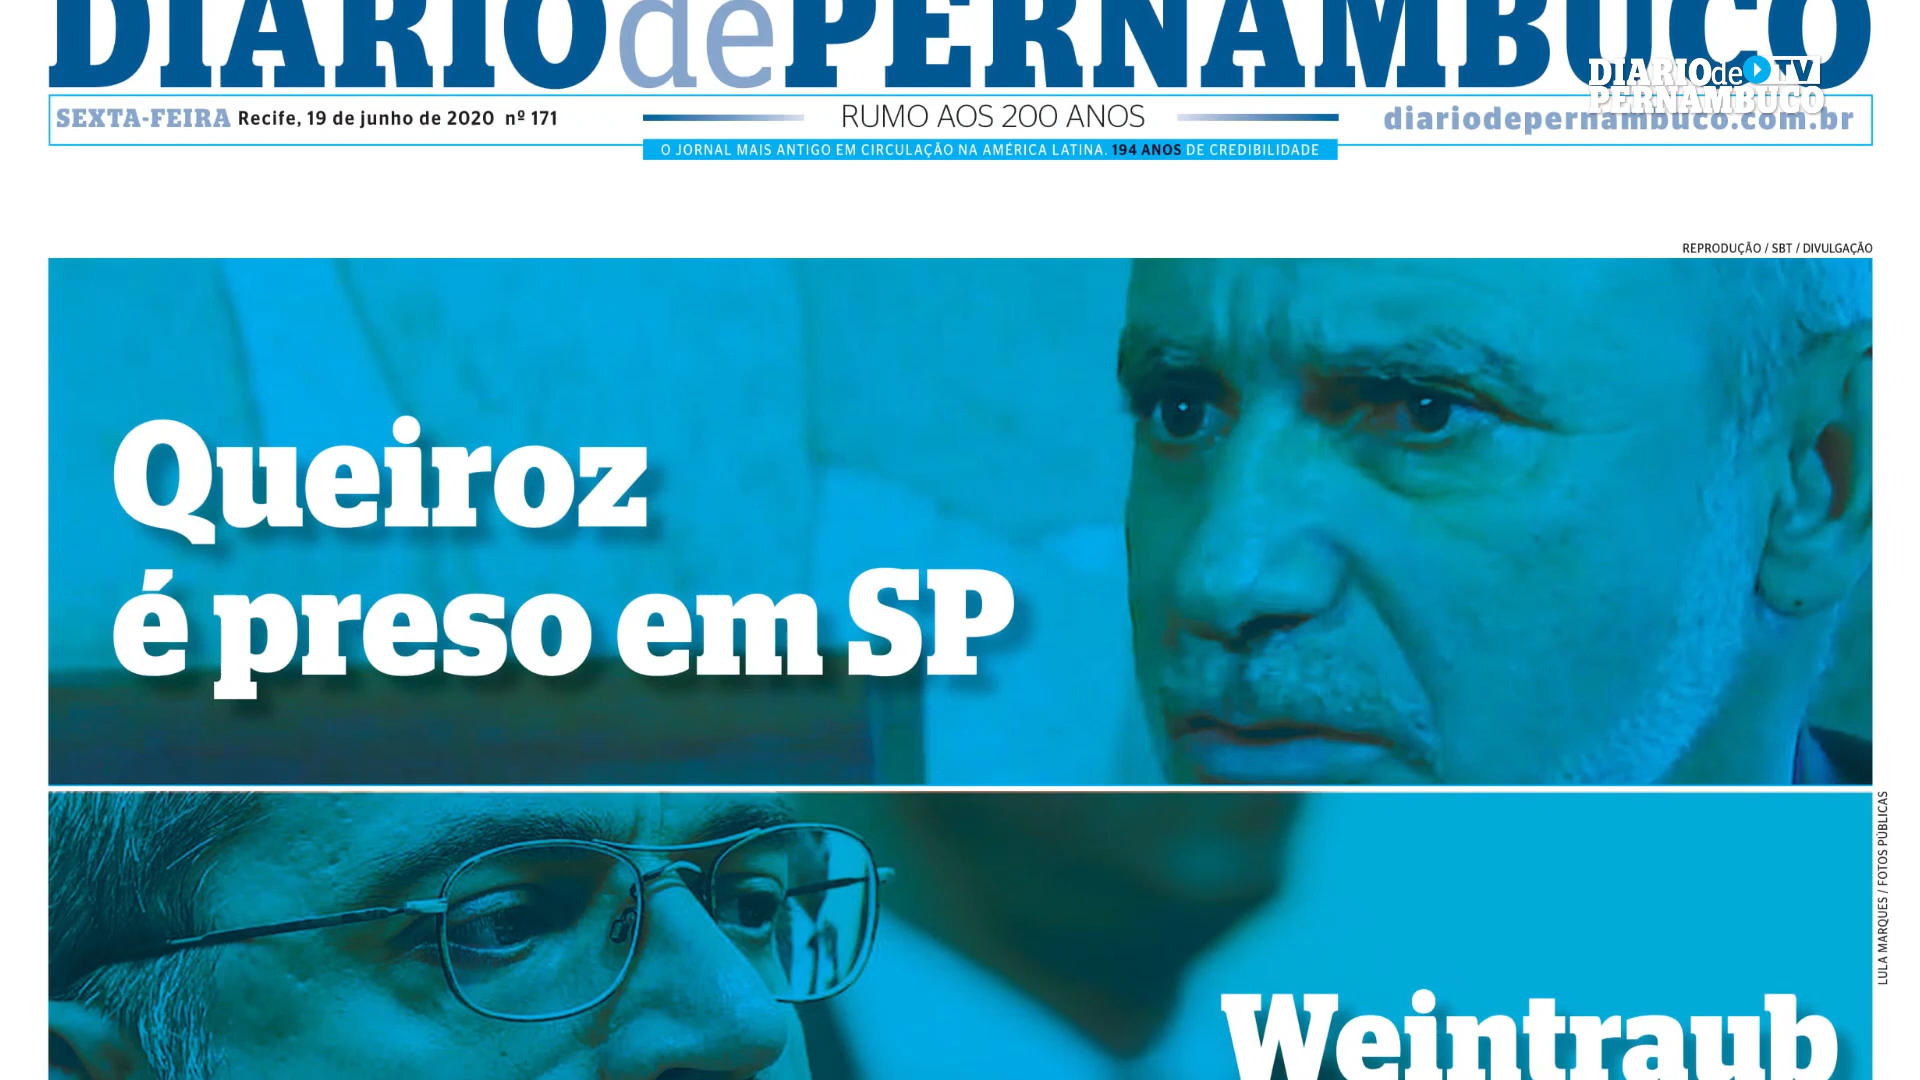 DIARIO de PERNAMBUCO
DIARIO de TV
PERNAMBUCO
SEXTA-FEIRA Recife, 19 de junho de 2020 nº 171
RUMO AOS 200 ANOS
diariodepernambuco.com.br
O JORNAL MAIS ANTIGO EM CIRCULAÇÃO NA AMÉRICA LATINA. 194 ANOS DE CREDIBILIDADE
REPRODUÇÃO / SBT / DIVULGAÇÃO
Queiroz
é preso em SP
LULA MARQUES / FOTOS PÚBLICAS
Weintraub